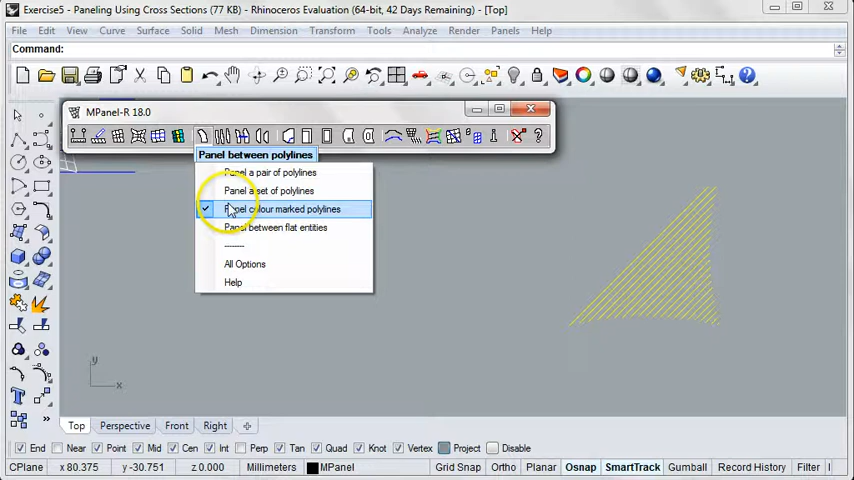 Exercise5 - Paneling Using Cross Sections (77 KB) - Rhinoceros Evaluation (64-bit, 42 Days Remaining) - [Top]
File Edit View Curve Surface Solid Mesh Dimension Transform Tools Analyze Render Panels Help
Command:
MPanel-R 18.0
Panel between polylines
Panel a pair of polylines
Panel a set of polylines
Panel colour marked polylines
Panel between flat entities
--------
All Options
Help
y
x
Top Perspective Front Right
End Near Point Mid Cen Int Perp Tan Quad Knot Vertex Project Disable
CPlane x 80.375 y -30.751 z 0.000 Millimeters MPanel Grid Snap Ortho Planar Osnap SmartTrack Gumball Record History Filter